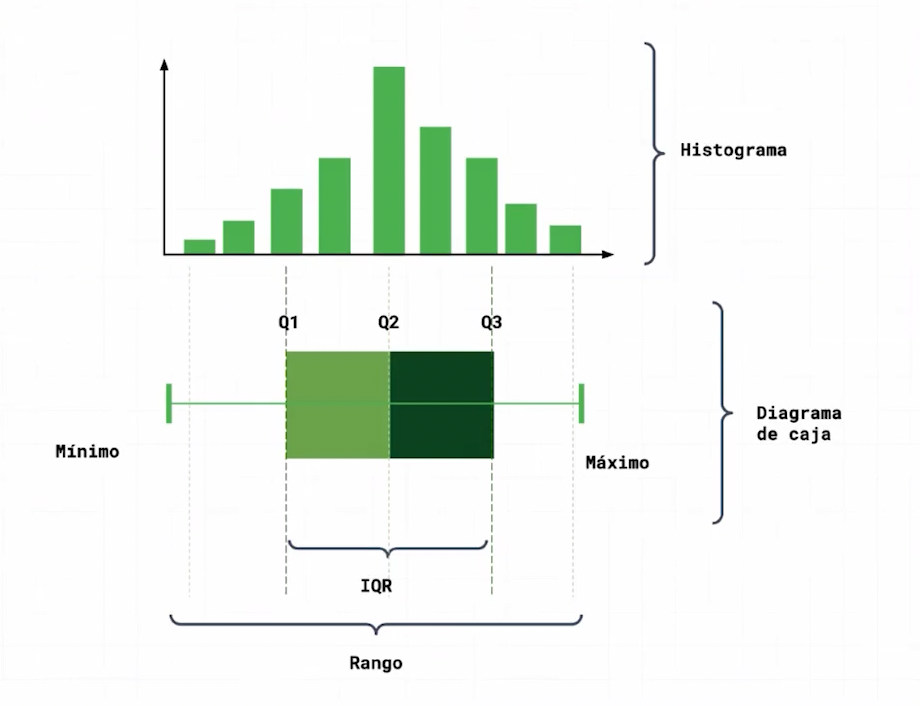 Histograma
Q1 Q2 Q3
Mínimo
Máximo
Diagrama
de caja
IQR
Rango